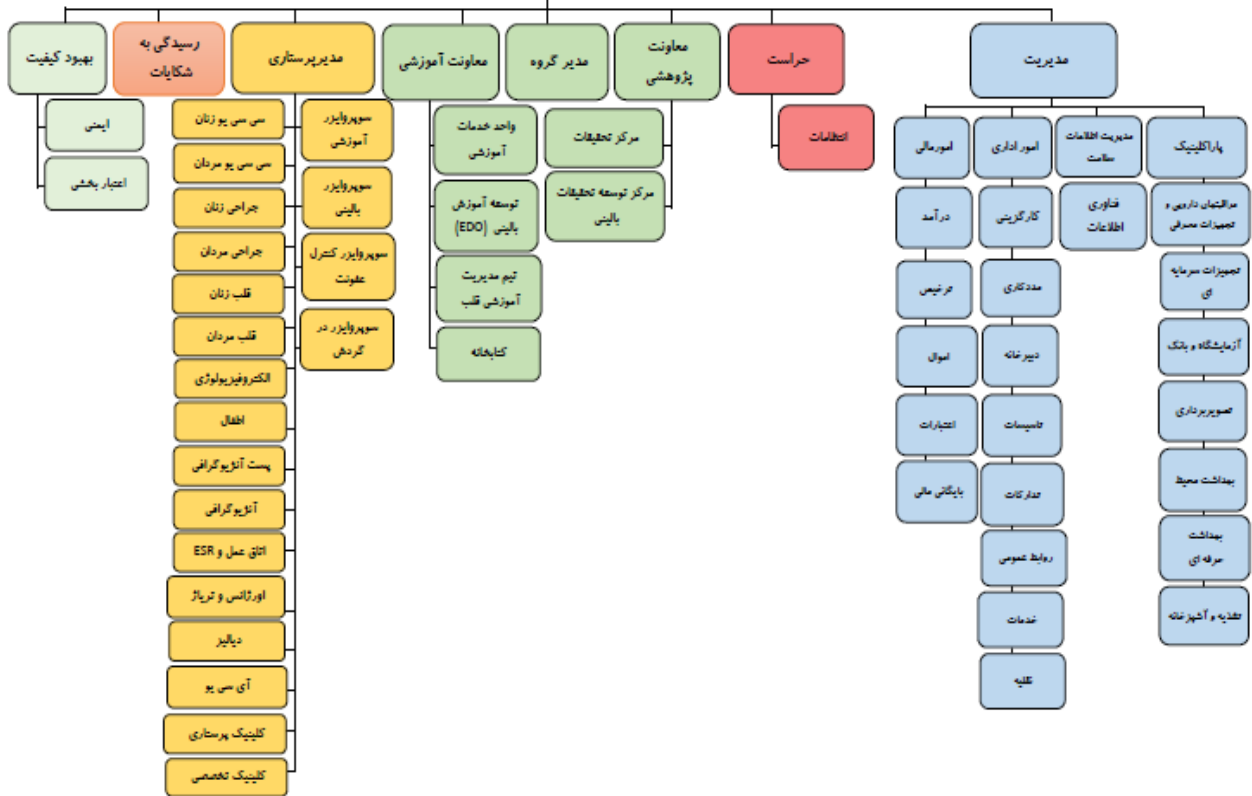 مدیریت
حراست
معاونت
پژوهشی
مدیر گروه
معاونت آموزشی
مدیرپرستاری
رسیدگی به
شکایات
بهبود کیفیت
پاراکلینیک
مراقبتهای دارویی و
تجهیزات مصرفی
تجهیزات سرمایه
ای
آزمایشگاه و بانک
تصویربرداری
بهداشت محیط
بهداشت
حرفه ای
تغذیه و آشپزخانه
مدیریت اطلاعات
سلامت
فناوری
اطلاعات
امور اداری
کارگزینی
مددکاری
دبیرخانه
تاسیسات
تدارکات
روابط عمومی
خدمات
نقلیه
امورمالی
درآمد
ترخیص
اموال
اعتبارات
بایگانی مالی
انتظامات
مرکز تحقیقات
مرکز توسعه تحقیقات
بالینی
واحد خدمات
آموزشی
توسعه آموزش
بالینی (EDO)
تیم مدیریت
آموزشی قلب
کتابخانه
سوپروایزر
آموزشی
سوپروایزر
بالینی
سوپروایزر کنترل
عفونت
سوپروایزر در
گردش
سی سی یو زنان
سی سی یو مردان
جراحی زنان
جراحی مردان
قلب زنان
قلب مردان
الکتروفیزیولوژی
اطفال
پست آنژیوگرافی
آنژیوگرافی
اتاق عمل و ESR
اورژانس و تریاژ
دیالیز
آی سی یو
کلینیک پرستاری
کلینیک تخصصی
ایمنی
اعتبار بخشی